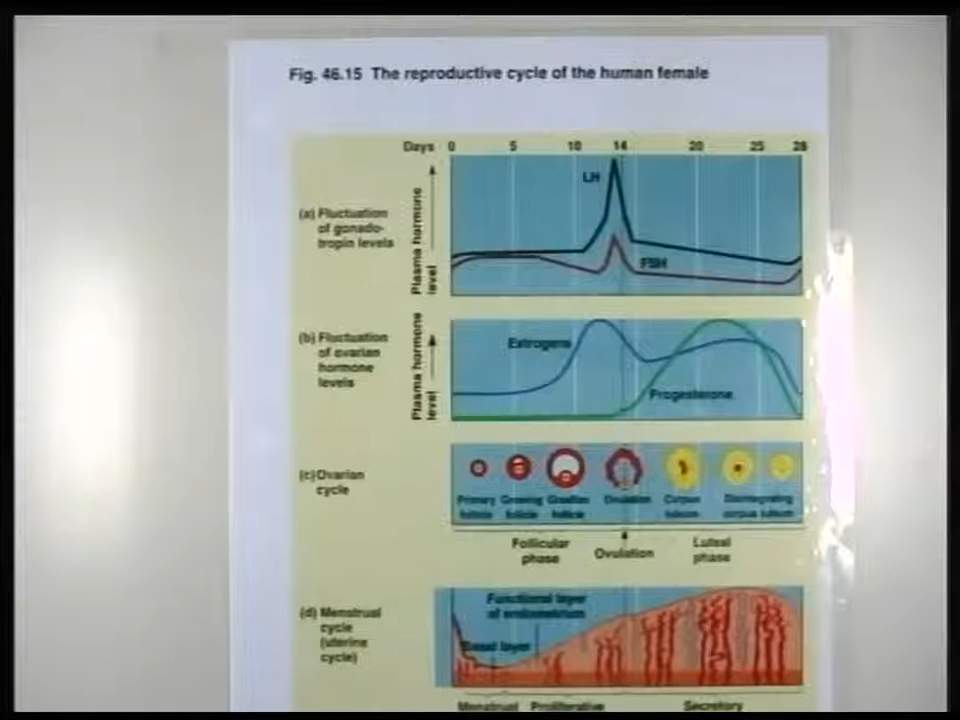 Fig. 46.15 The reproductive cycle of the human female
Days 0 5 10 14 20 25 28
(a) Fluctuation
of gonado-
tropin levels
Plasma hormone
level
LH
FSH
(b) Fluctuation
of ovarian
hormone
levels
Plasma hormone
level
Estrogens
Progesterone
(c) Ovarian
cycle
Primary
follicle
Growing
follicle
Graafian
follicle
Ovulation
Corpus
luteum
Disintegrating
corpus luteum
Follicular
phase
Ovulation
Luteal
phase
(d) Menstrual
cycle
(uterine
cycle)
Functional layer
of endometrium
Basal layer
Menstrual Proliferative Secretory